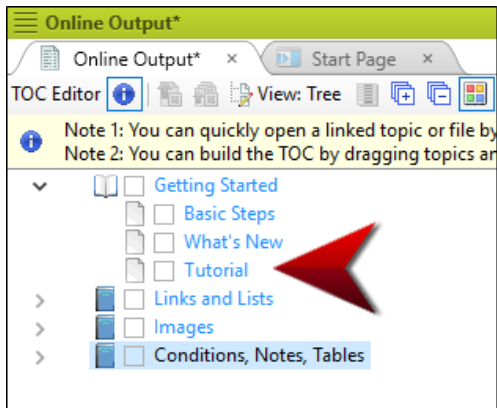 Online Output*
Online Output* × Start Page ×
TOC Editor View: Tree
Note 1: You can quickly open a linked topic or file by
Note 2: You can build the TOC by dragging topics an
Getting Started
Basic Steps
What's New
Tutorial
Links and Lists
Images
Conditions, Notes, Tables